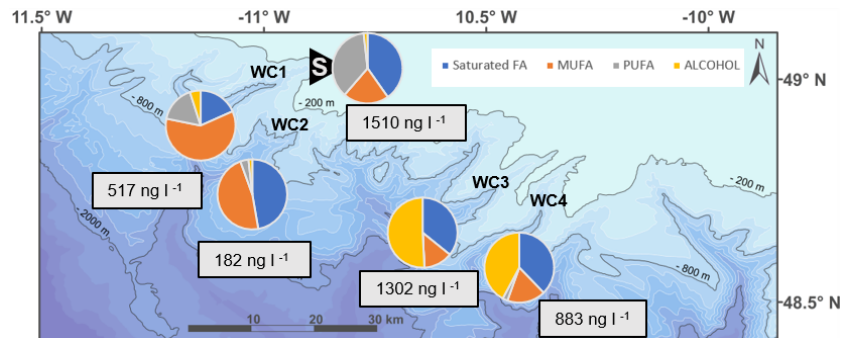 11.5° W
-11° W
-10.5° W
-10° W
N
S
Saturated FA MUFA PUFA ALCOHOL
WC1
- 800 m
- 200 m
49° N
1510 ng l -1
WC2
517 ng l -1
WC3
- 200 m
WC4
- 2000 m
182 ng l -1
- 800 m
1302 ng l -1
883 ng l -1
48.5° N
10 20 30 km